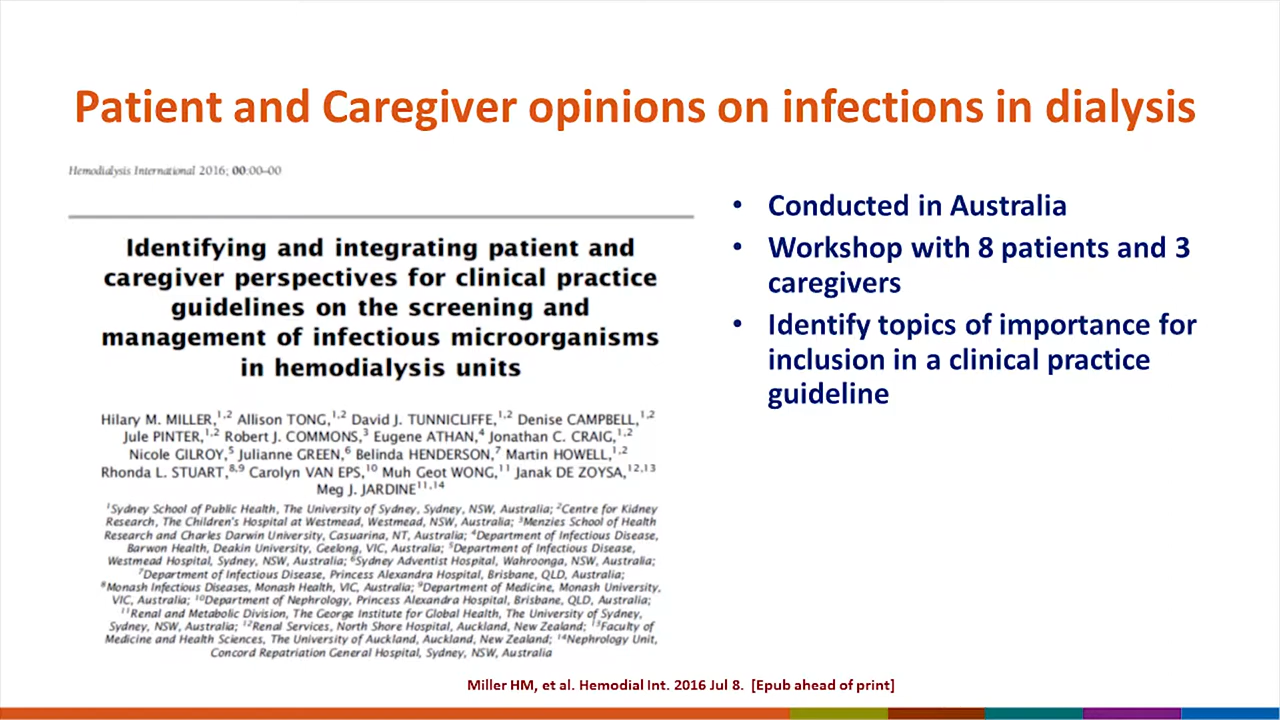 Patient and Caregiver opinions on infections in dialysis
Hemodialysis International 2016; 00:00–00
Identifying and integrating patient and
caregiver perspectives for clinical practice
guidelines on the screening and
management of infectious microorganisms
in hemodialysis units
Hilary M. MILLER,1,2 Allison TONG,1,2 David J. TUNNICLIFFE,1,2 Denise CAMPBELL,1,2
Jule PINTER,1,2 Robert J. COMMONS,3 Eugene ATHAN,4 Jonathan C. CRAIG,1,2
Nicole GILROY,5 Julianne GREEN,6 Belinda HENDERSON,7 Martin HOWELL,1,2
Rhonda L. STUART,8,9 Carolyn VAN EPS,10 Muh Geot WONG,11 Janak DE ZOYSA,12,13
Meg J. JARDINE11,14
1Sydney School of Public Health, The University of Sydney, Sydney, NSW, Australia; 2Centre for Kidney
Research, The Children's Hospital at Westmead, Westmead, NSW, Australia; 3Menzies School of Health
Research and Charles Darwin University, Casuarina, NT, Australia; 4Department of Infectious Disease,
Barwon Health, Deakin University, Geelong, VIC, Australia; 5Department of Infectious Disease,
Westmead Hospital, Sydney, NSW, Australia; 6Sydney Adventist Hospital, Wahroonga, NSW, Australia;
7Department of Infectious Disease, Princess Alexandra Hospital, Brisbane, QLD, Australia;
8Monash Infectious Diseases, Monash Health, VIC, Australia; 9Department of Medicine, Monash University,
VIC, Australia; 10Department of Nephrology, Princess Alexandra Hospital, Brisbane, QLD, Australia;
11Renal and Metabolic Division, The George Institute for Global Health, The University of Sydney,
Sydney, NSW, Australia; 12Renal Services, North Shore Hospital, Auckland, New Zealand; 13Faculty of
Medicine and Health Sciences, The University of Auckland, Auckland, New Zealand; 14Nephrology Unit,
Concord Repatriation General Hospital, Sydney, NSW, Australia
• Conducted in Australia
• Workshop with 8 patients and 3
caregivers
• Identify topics of importance for
inclusion in a clinical practice
guideline
Miller HM, et al. Hemodial Int. 2016 Jul 8. [Epub ahead of print]